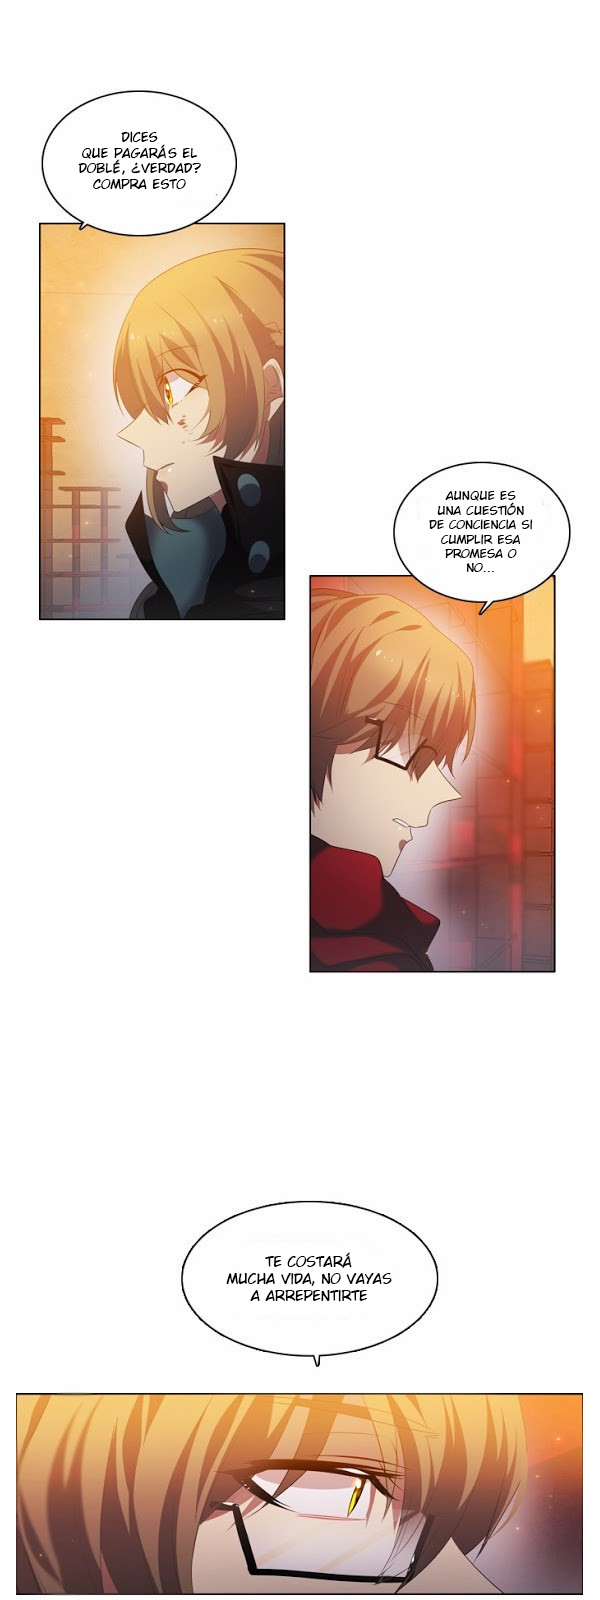 DICES
QUE PAGARÁS EL
DOBLÉ, ¿VERDAD?
COMPRA ESTO
AUNQUE ES
UNA CUESTIÓN
DE CONCIENCIA SI
CUMPLIR ESA
PROMESA O
NO...
TE COSTARÁ
MUCHA VIDA, NO VAYAS
A ARREPENTIRTE